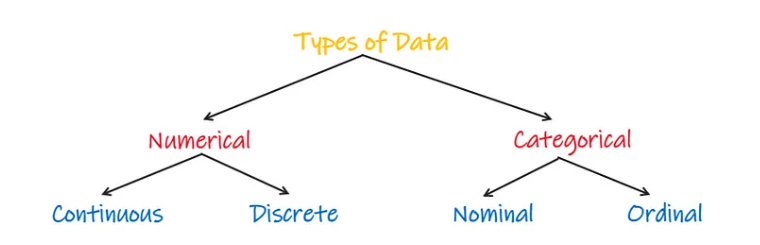 Types of Data
Numerical
Categorical
Continuous
Discrete
Nominal
Ordinal